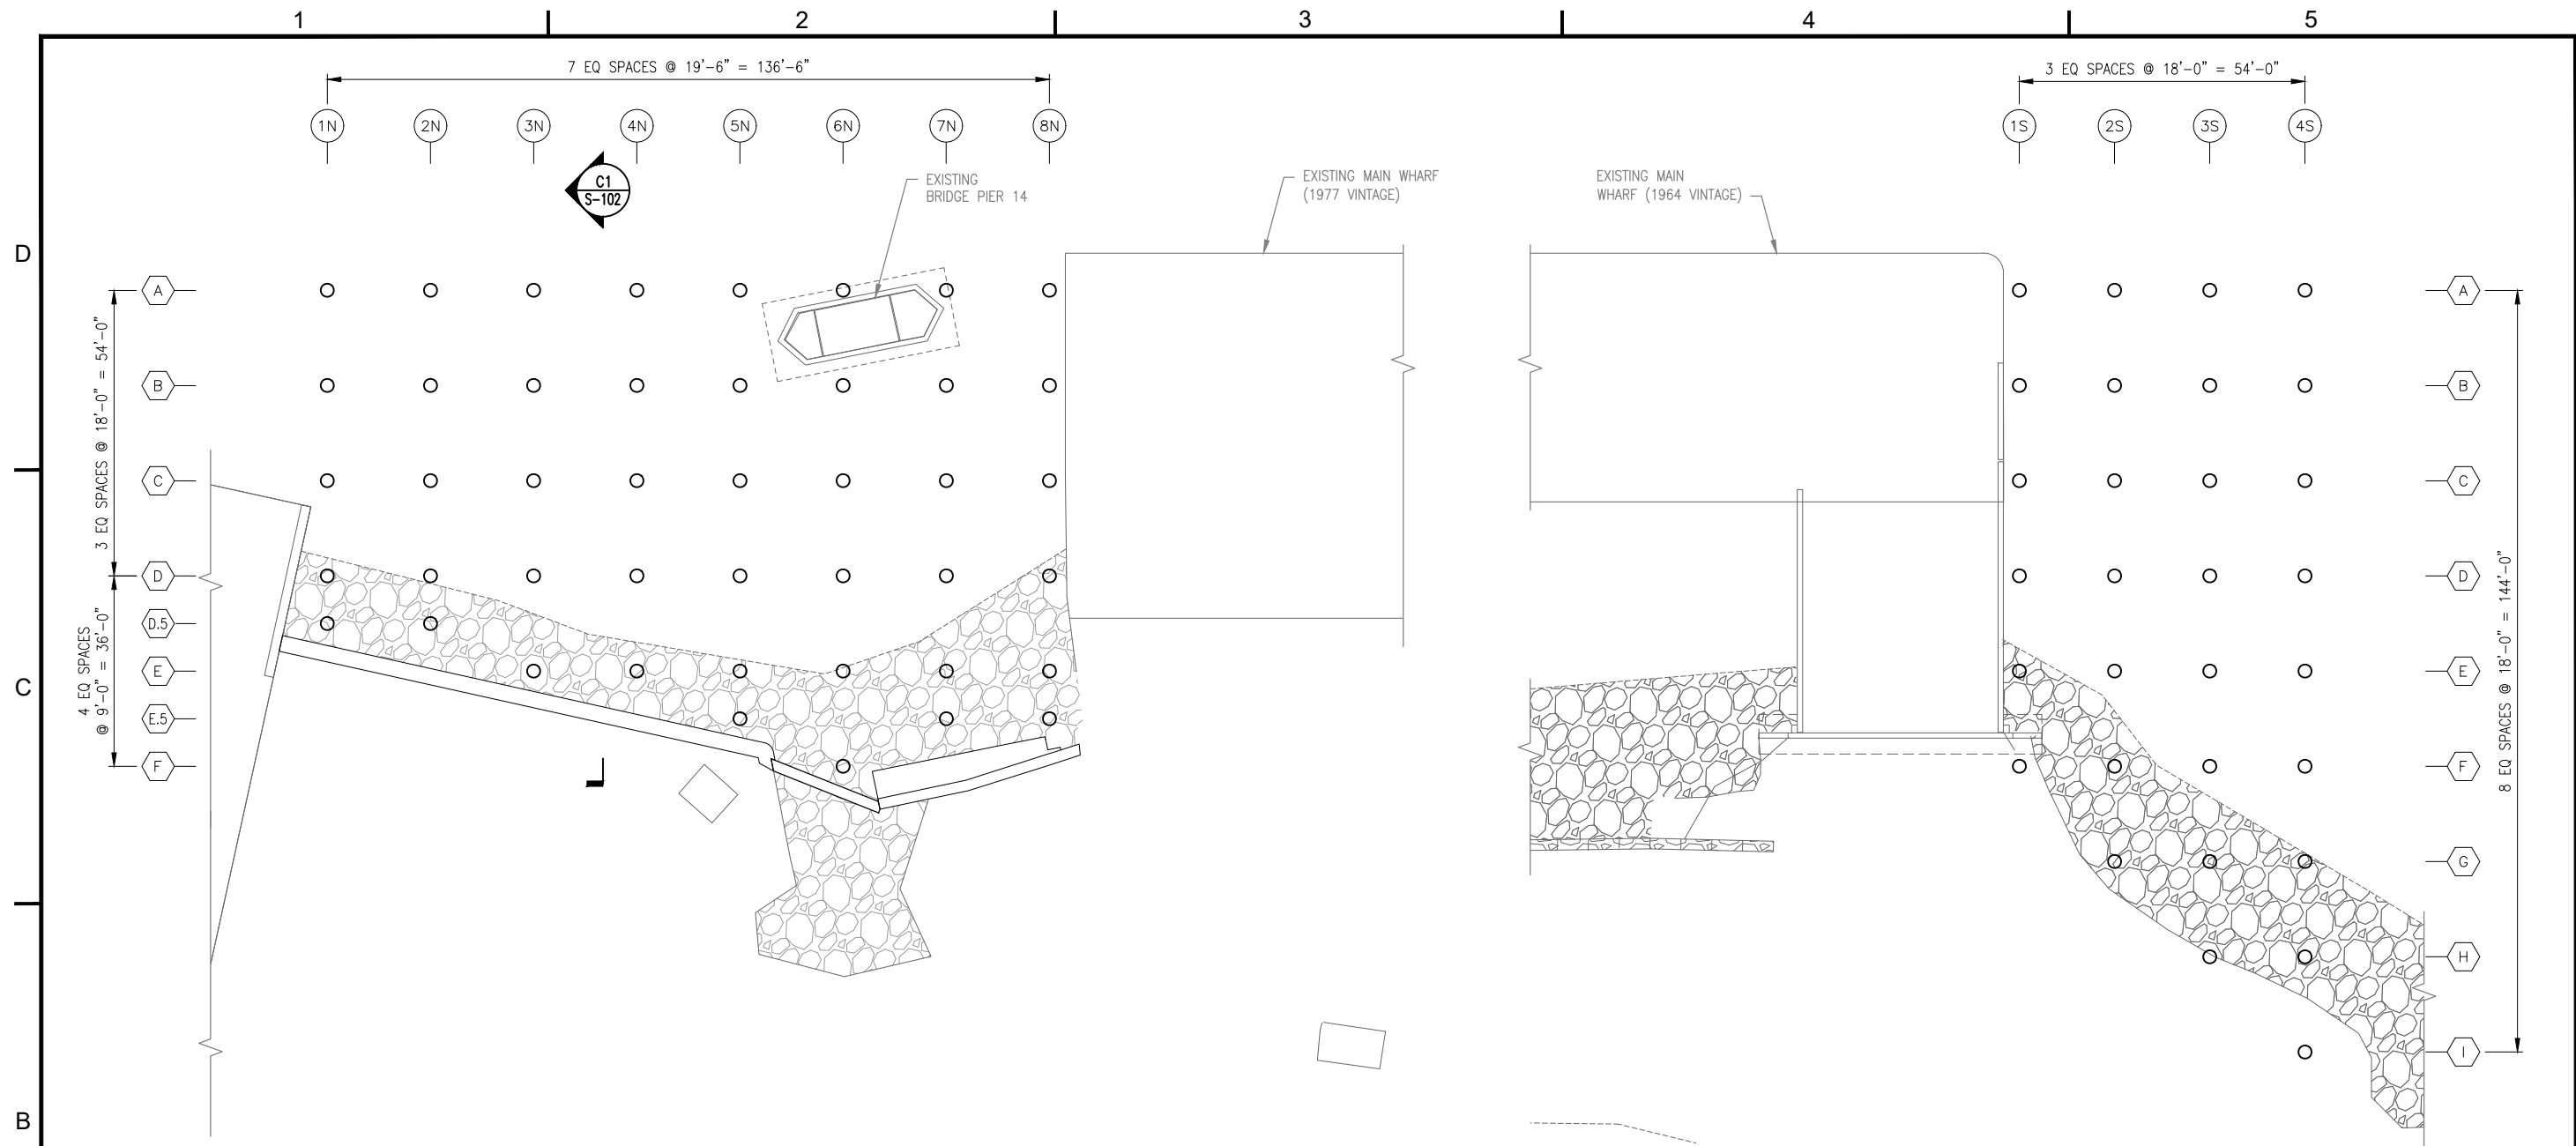 1 2 3 4 5
7 EQ SPACES @ 19'-6" = 136'-6"
3 EQ SPACES @ 18'-0" = 54'-0"
1N 2N 3N 4N 5N 6N 7N 8N
1S 2S 3S 4S
C1
S-102
EXISTING
BRIDGE PIER 14
EXISTING MAIN WHARF
(1977 VINTAGE)
EXISTING MAIN
WHARF (1964 VINTAGE)
D
C
B
A
B
C
D
D.5
E
E.5
F
3 EQ SPACES @ 18'-0" = 54'-0"
4 EQ SPACES
@ 9'-0" = 36'-0"
A
B
C
D
E
F
G
H
I
8 EQ SPACES @ 18'-0" = 144'-0"